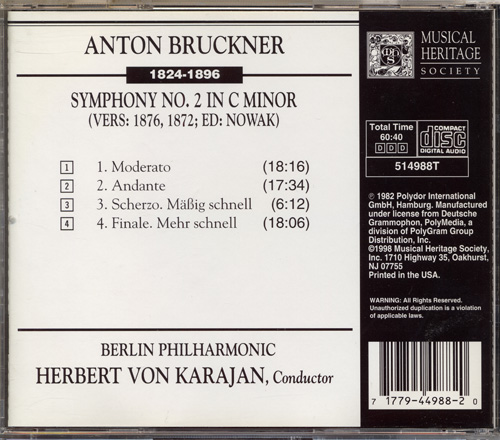 ANTON BRUCKNER
1824-1896
SYMPHONY NO. 2 IN C MINOR
(VERS: 1876, 1872; ED: NOWAK)
1 1. Moderato (18:16)
2 2. Andante (17:34)
3 3. Scherzo. Mäßig schnell (6:12)
4 4. Finale. Mehr schnell (18:06)
BERLIN PHILHARMONIC
HERBERT VON KARAJAN, Conductor
MUSICAL
HERITAGE
SOCIETY
Total Time
60:40
D D D
COMPACT
disc
DIGITAL AUDIO
514988T
℗ 1982 Polydor International
GmbH, Hamburg. Manufactured
under license from Deutsche
Grammophon, PolyMedia, a
division of PolyGram Group
Distribution, Inc.
©1998 Musical Heritage Society,
Inc. 1710 Highway 35, Oakhurst,
NJ 07755
Printed in the USA.
WARNING: All Rights Reserved.
Unauthorized duplication is a violation
of applicable laws.
7 17794-4988-2 0